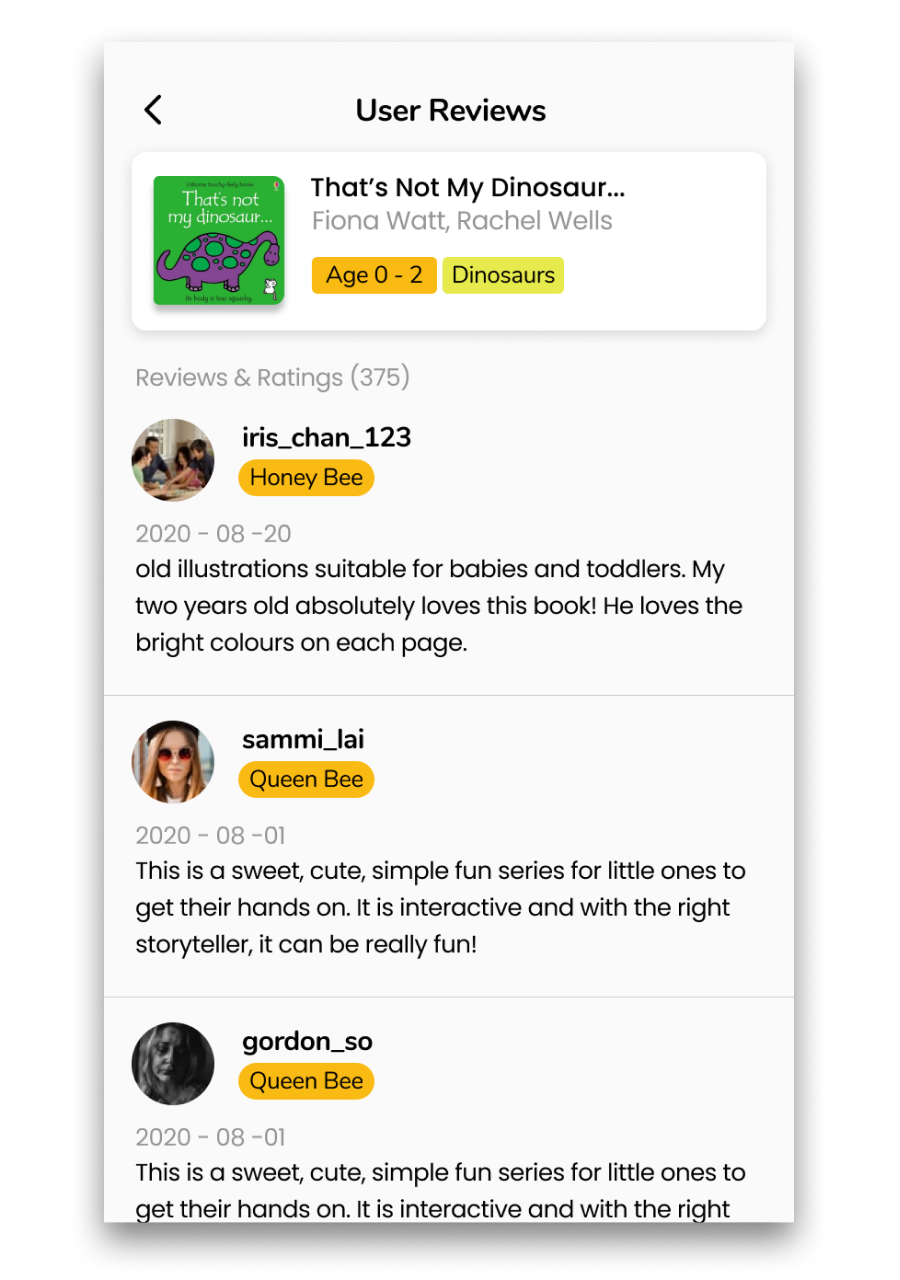 User Reviews
Usborne touchy-feely books
That's not
my dinosaur...
Its body is too squashy.
That’s Not My Dinosaur...
Fiona Watt, Rachel Wells
Age 0 - 2 Dinosaurs
Reviews & Ratings (375)
iris_chan_123
Honey Bee
2020 - 08 -20
old illustrations suitable for babies and toddlers. My
two years old absolutely loves this book! He loves the
bright colours on each page.
sammi_lai
Queen Bee
2020 - 08 -01
This is a sweet, cute, simple fun series for little ones to
get their hands on. It is interactive and with the right
storyteller, it can be really fun!
gordon_so
Queen Bee
2020 - 08 -01
This is a sweet, cute, simple fun series for little ones to
get their hands on. It is interactive and with the right